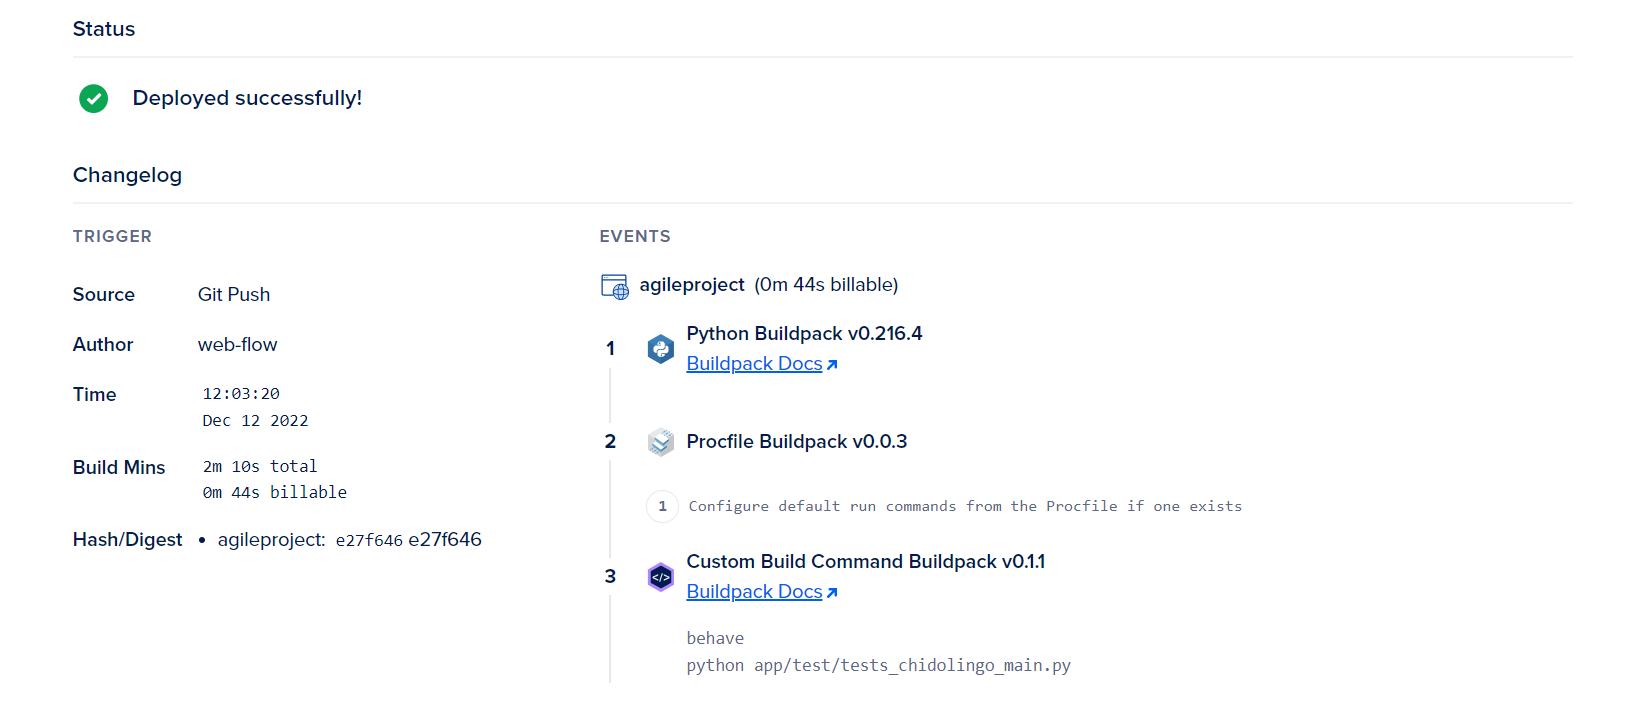 Status
Deployed successfully!
Changelog
TRIGGER
Source Git Push
Author web-flow
Time 12:03:20
Dec 12 2022
Build Mins 2m 10s total
0m 44s billable
Hash/Digest • agileproject: e27f646 e27f646
EVENTS
agileproject (0m 44s billable)
1 Python Buildpack v0.216.4
Buildpack Docs
2 Procfile Buildpack v0.0.3
1 Configure default run commands from the Procfile if one exists
3 Custom Build Command Buildpack v0.1.1
</>
Buildpack Docs
behave
python app/test/tests_chidolingo_main.py